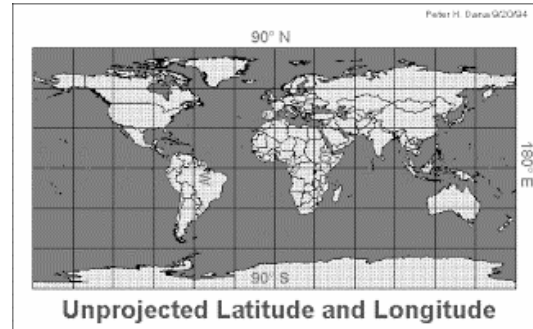 Peter H. Dana 9/20/94
90° N
180° E
90° S
Unprojected Latitude and Longitude